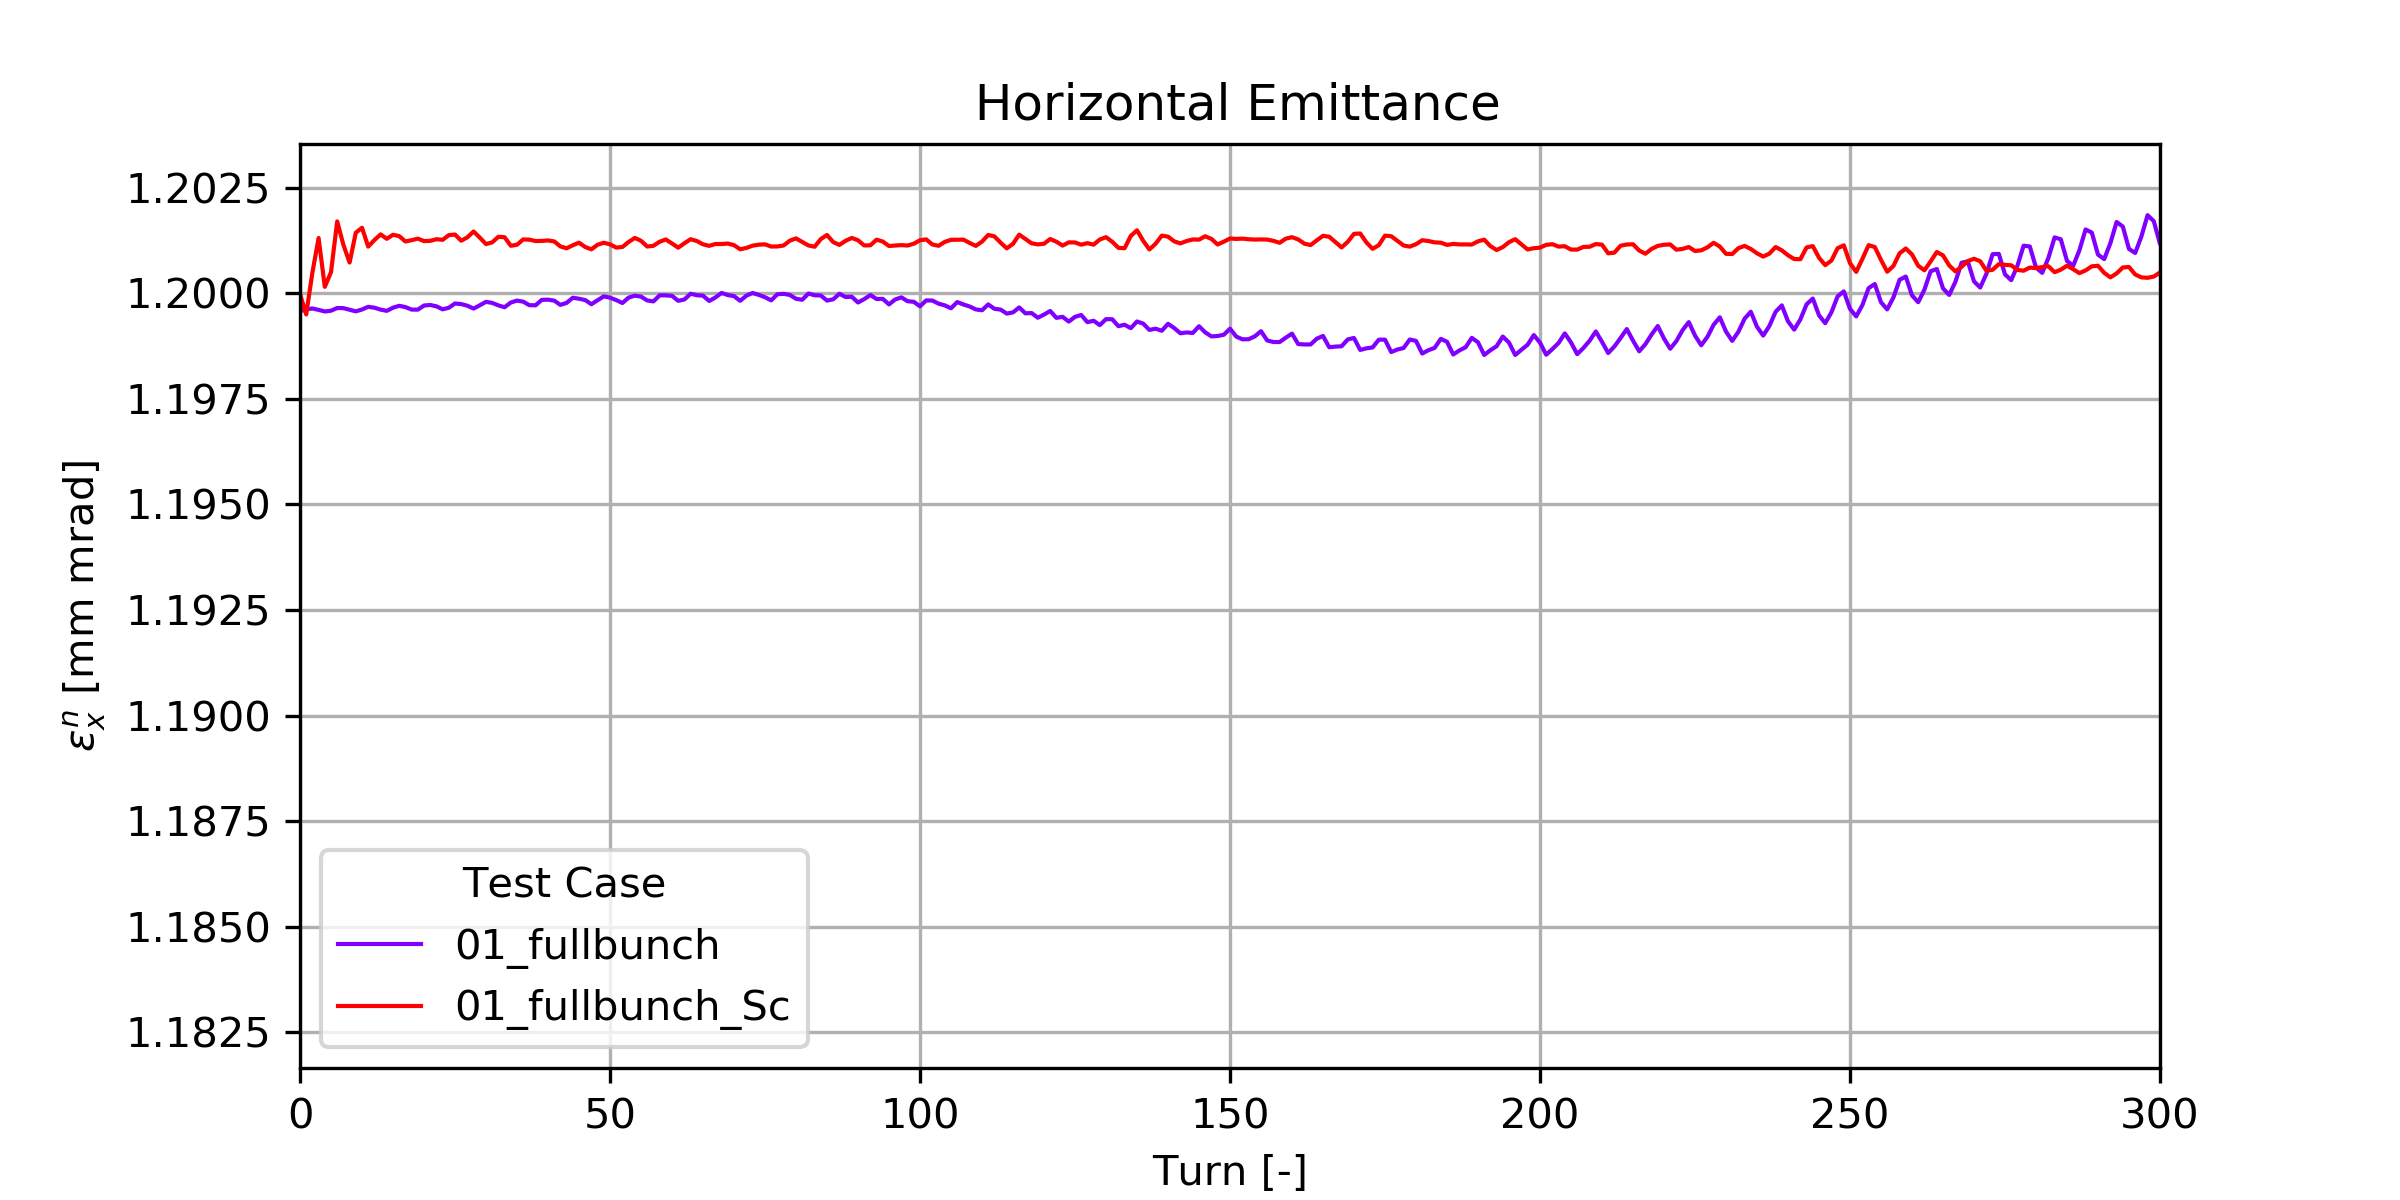 Horizontal Emittance
1.2025
1.2000
1.1975
1.1950
1.1925
1.1900
1.1875
1.1850
1.1825
ε_x^n [mm mrad]
Test Case
01_fullbunch
01_fullbunch_Sc
0 50 100 150 200 250 300
Turn [-]